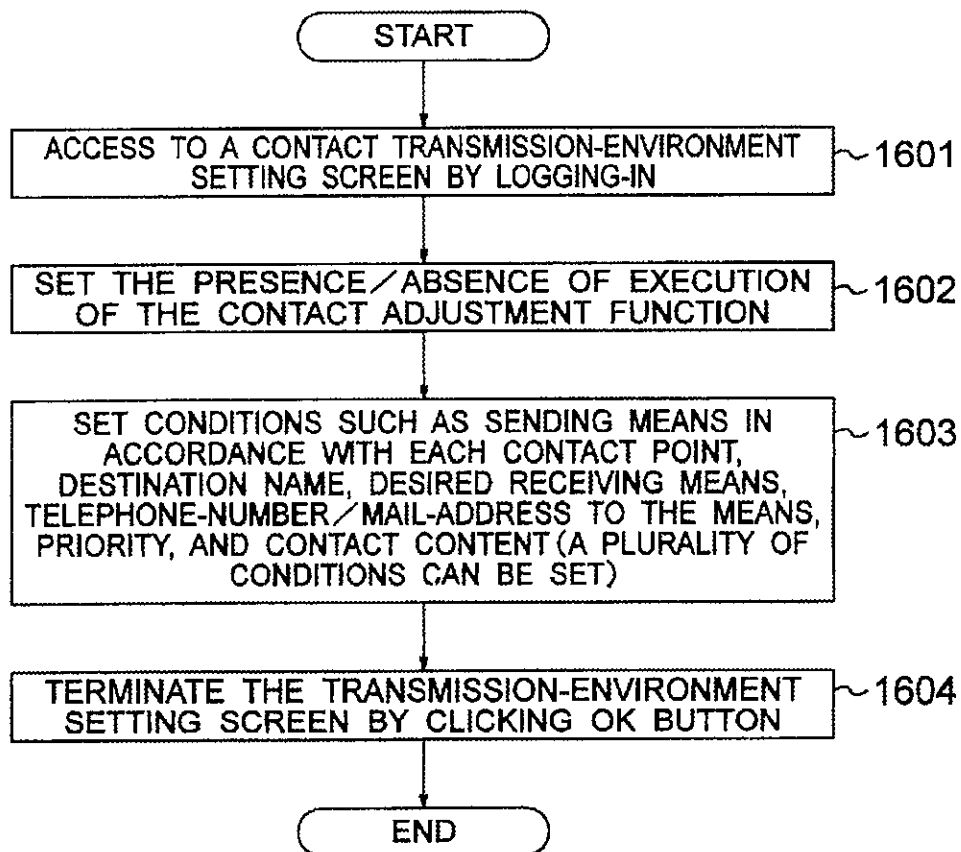 START
ACCESS TO A CONTACT TRANSMISSION-ENVIRONMENT
SETTING SCREEN BY LOGGING-IN
1601
SET THE PRESENCE/ABSENCE OF EXECUTION
OF THE CONTACT ADJUSTMENT FUNCTION
1602
SET CONDITIONS SUCH AS SENDING MEANS IN
ACCORDANCE WITH EACH CONTACT POINT,
DESTINATION NAME, DESIRED RECEIVING MEANS,
TELEPHONE-NUMBER/MAIL-ADDRESS TO THE MEANS,
PRIORITY, AND CONTACT CONTENT (A PLURALITY OF
CONDITIONS CAN BE SET)
1603
TERMINATE THE TRANSMISSION-ENVIRONMENT
SETTING SCREEN BY CLICKING OK BUTTON
1604
END